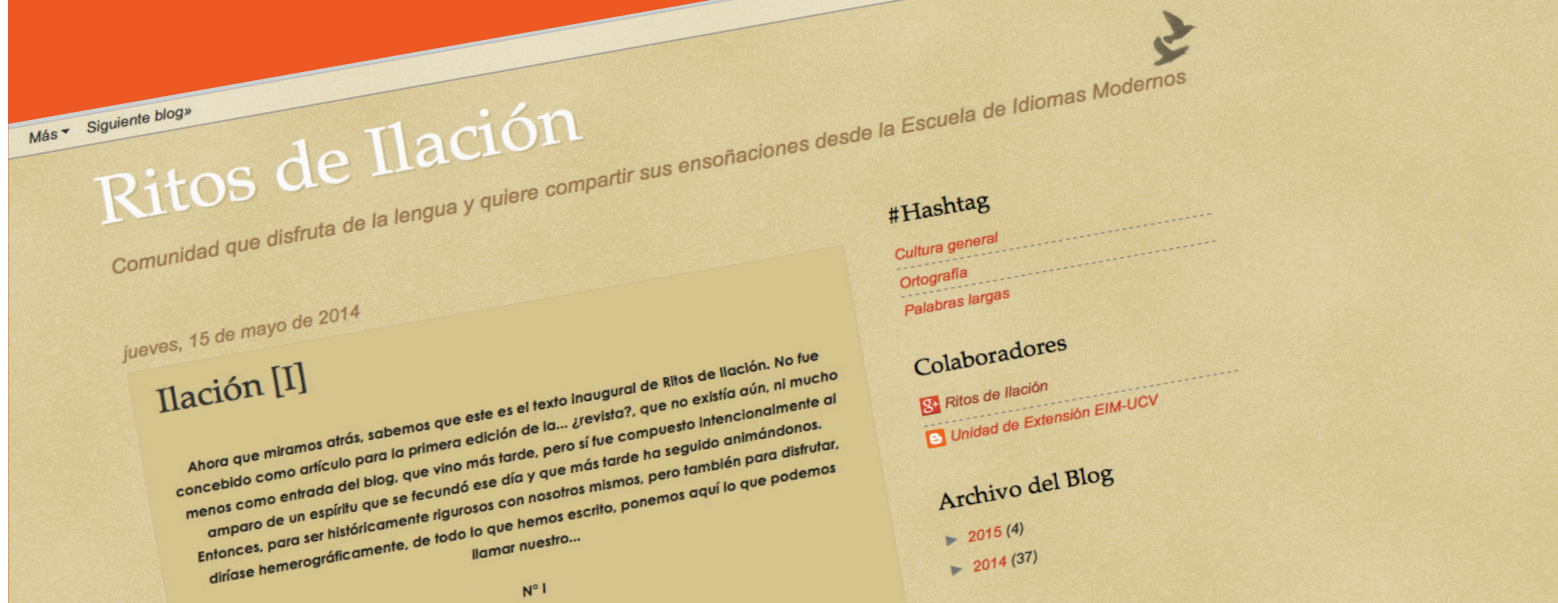 Más Siguiente blog»
Ritos de Ilación
Comunidad que disfruta de la lengua y quiere compartir sus ensoñaciones desde la Escuela de Idiomas Modernos
jueves, 15 de mayo de 2014
Ilación [I]
Ahora que miramos atrás, sabemos que este es el texto inaugural de Ritos de Ilación. No fue
concebido como artículo para la primera edición de la... ¿revista?, que no existía aún, ni mucho
menos como entrada del blog, que vino más tarde, pero sí fue compuesto intencionalmente al
amparo de un espíritu que se fecundó ese día y que más tarde ha seguido animándonos.
Entonces, para ser históricamente rigurosos con nosotros mismos, pero también para disfrutar,
diríase hemerográficamente, de todo lo que hemos escrito, ponemos aquí lo que podemos
llamar nuestro...
Nº I
#Hashtag
Cultura general
Ortografía
Palabras largas
Colaboradores
Ritos de Ilación
Unidad de Extensión EIM-UCV
Archivo del Blog
► 2015 (4)
► 2014 (37)